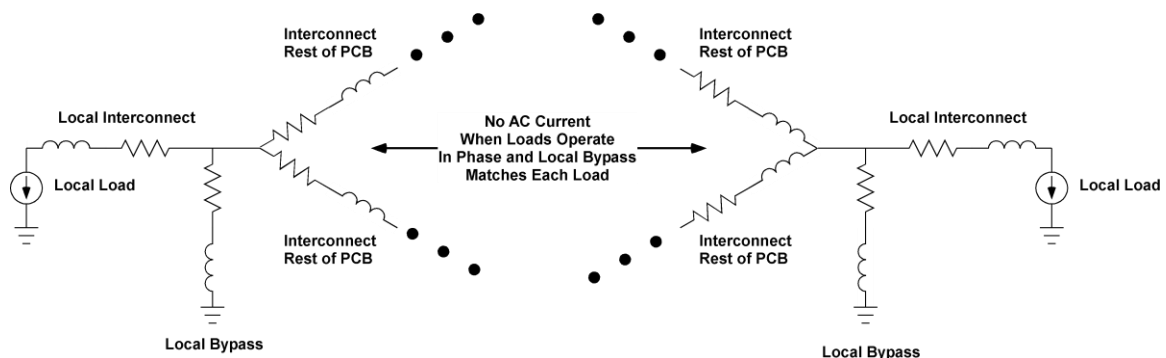 Interconnect
Rest of PCB
Interconnect
Rest of PCB
Local Interconnect
No AC Current
When Loads Operate
In Phase and Local Bypass
Matches Each Load
Local Interconnect
Local Load
Local Load
Interconnect
Rest of PCB
Interconnect
Rest of PCB
Local Bypass
Local Bypass